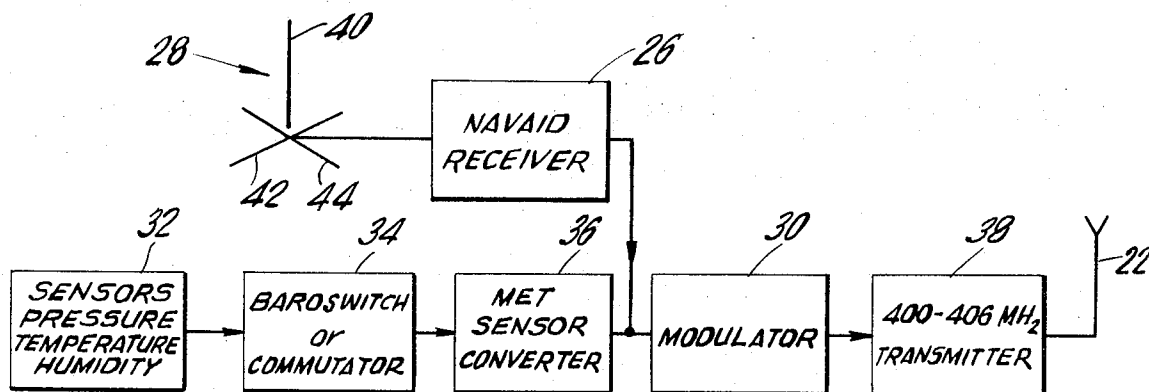 40
28
26
NAVAID
RECEIVER
42
44
32
34
36
30
38
22
SENSORS
PRESSURE
TEMPERATURE
HUMIDITY
BAROSWITCH
or
COMMUTATOR
MET
SENSOR
CONVERTER
MODULATOR
400-406 MHz
TRANSMITTER